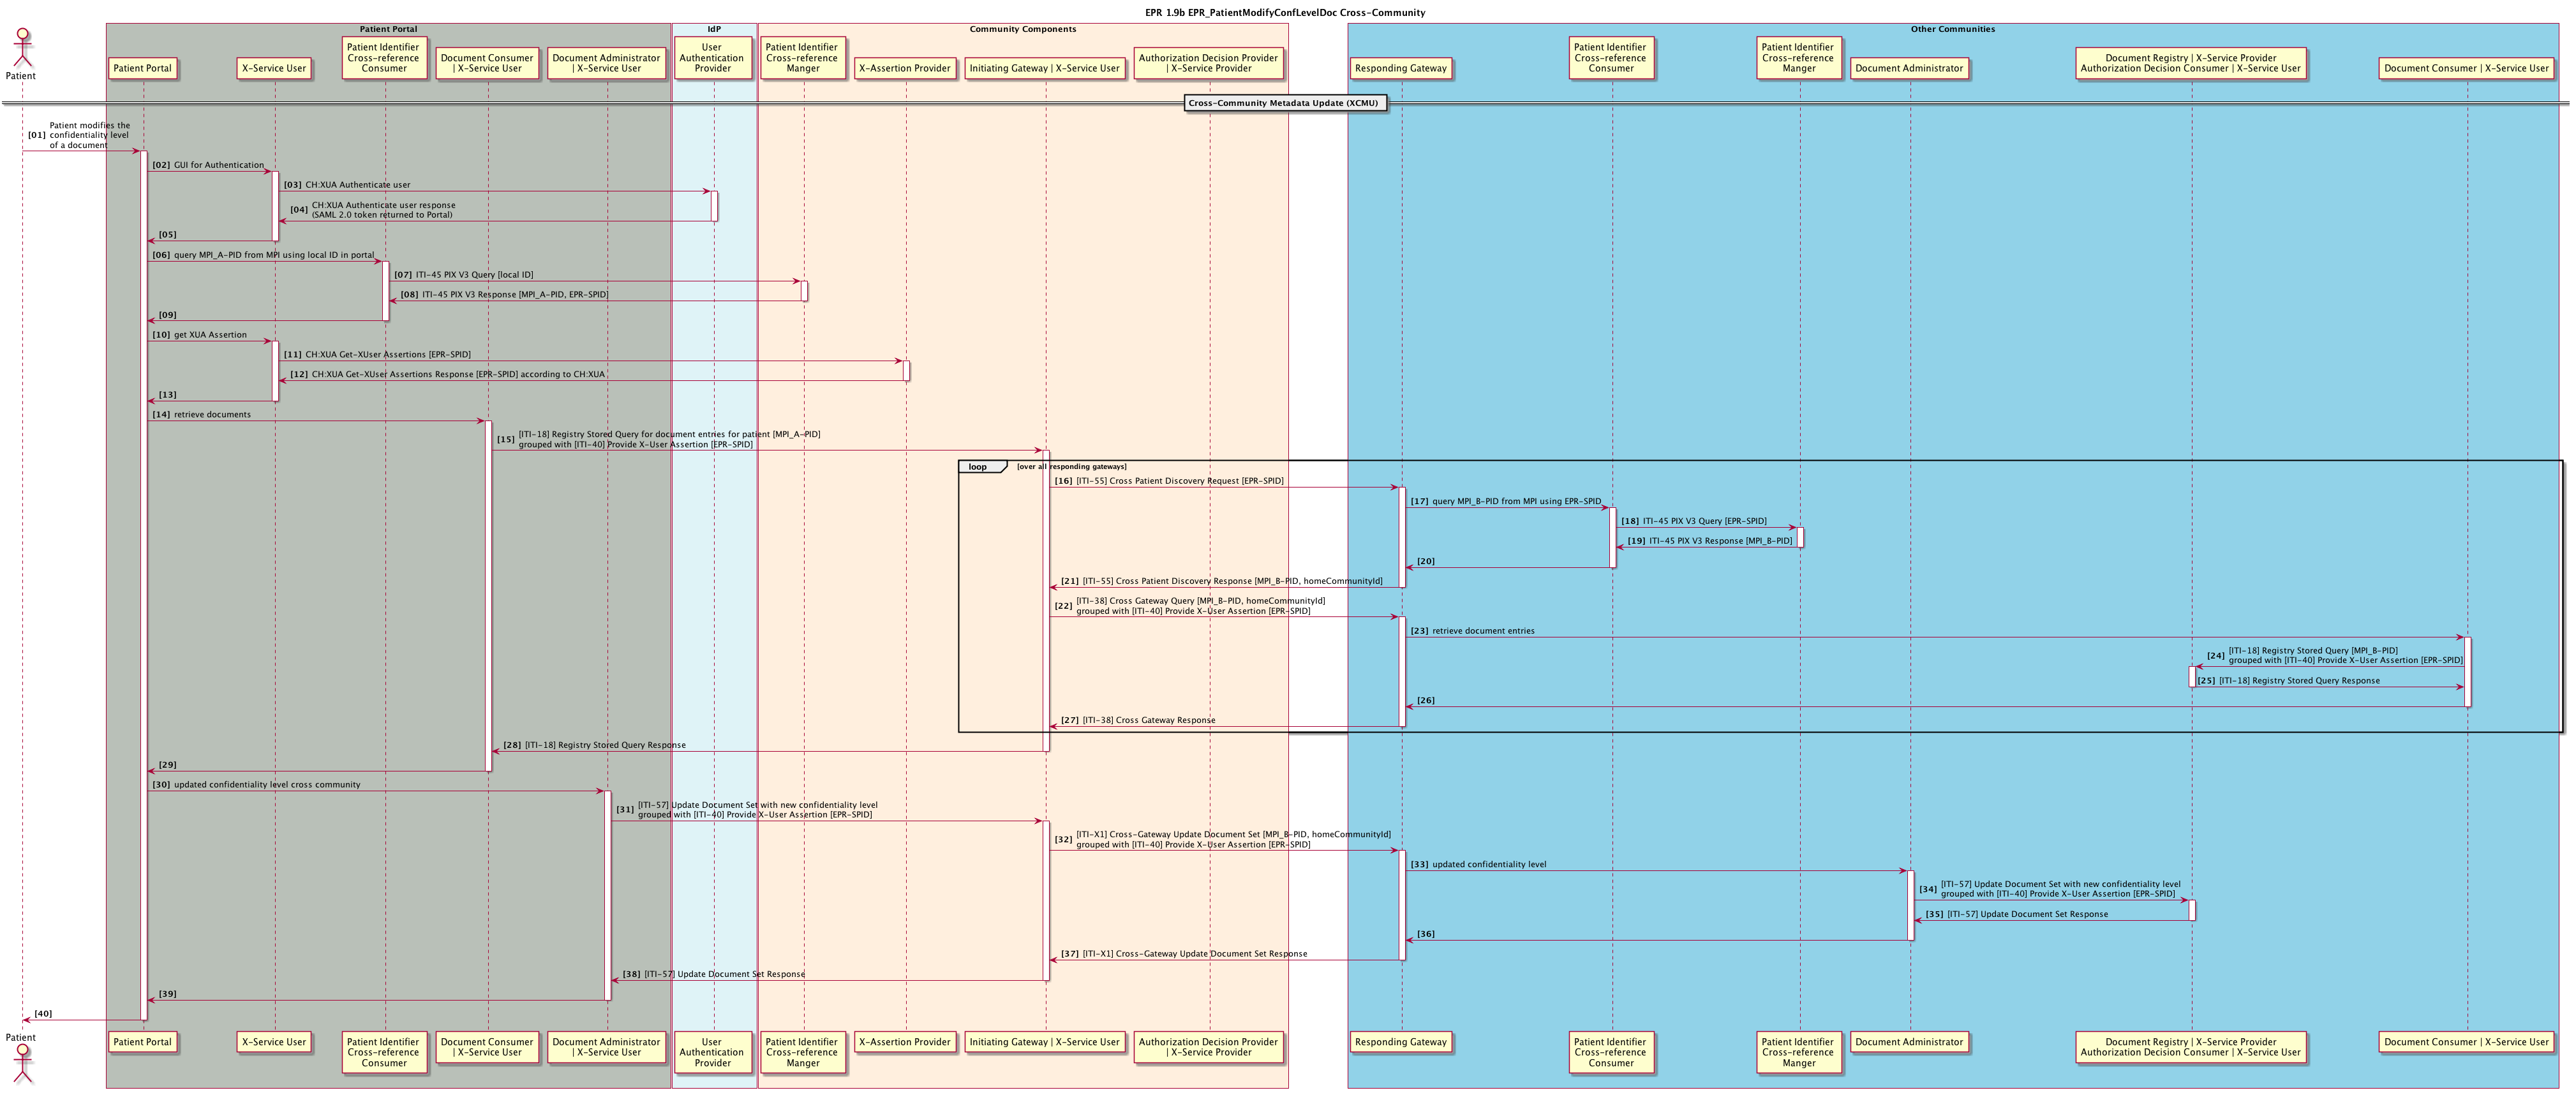 EPR 1.9b EPR_PatientModifyConfLevelDoc Cross-Community
Patient Portal
IdP
Community Components
Other Communities
Patient
Patient Portal
X-Service User
Patient Identifier
Cross-reference
Consumer
Document Consumer
| X-Service User
Document Administrator
| X-Service User
User
Authentication
Provider
Patient Identifier
Cross-reference
Manger
X-Assertion Provider
Initiating Gateway | X-Service User
Authorization Decision Provider
| X-Service Provider
Responding Gateway
Patient Identifier
Cross-reference
Consumer
Patient Identifier
Cross-reference
Manger
Document Administrator
Document Registry | X-Service Provider
Authorization Decision Consumer | X-Service User
Document Consumer | X-Service User
Cross-Community Metadata Update (XCMU)
[01] Patient modifies the
confidentiality level
of a document
[02] GUI for Authentication
[03] CH:XUA Authenticate user
[04] CH:XUA Authenticate user response
(SAML 2.0 token returned to Portal)
[05]
[06] query MPI_A-PID from MPI using local ID in portal
[07] ITI-45 PIX V3 Query [local ID]
[08] ITI-45 PIX V3 Response [MPI_A-PID, EPR-SPID]
[09]
[10] get XUA Assertion
[11] CH:XUA Get-XUser Assertions [EPR-SPID]
[12] CH:XUA Get-XUser Assertions Response [EPR-SPID] according to CH:XUA
[13]
[14] retrieve documents
[15] [ITI-18] Registry Stored Query for document entries for patient [MPI_A-PID]
grouped with [ITI-40] Provide X-User Assertion [EPR-SPID]
loop [over all responding gateways]
[16] [ITI-55] Cross Patient Discovery Request [EPR-SPID]
[17] query MPI_B-PID from MPI using EPR-SPID
[18] ITI-45 PIX V3 Query [EPR-SPID]
[19] ITI-45 PIX V3 Response [MPI_B-PID]
[20]
[21] [ITI-55] Cross Patient Discovery Response [MPI_B-PID, homeCommunityId]
[22] [ITI-38] Cross Gateway Query [MPI_B-PID, homeCommunityId]
grouped with [ITI-40] Provide X-User Assertion [EPR-SPID]
[23] retrieve document entries
[24] [ITI-18] Registry Stored Query [MPI_B-PID]
grouped with [ITI-40] Provide X-User Assertion [EPR-SPID]
[25] [ITI-18] Registry Stored Query Response
[26]
[27] [ITI-38] Cross Gateway Response
[28] [ITI-18] Registry Stored Query Response
[29]
[30] updated confidentiality level cross community
[31] [ITI-57] Update Document Set with new confidentiality level
grouped with [ITI-40] Provide X-User Assertion [EPR-SPID]
[32] [ITI-X1] Cross-Gateway Update Document Set [MPI_B-PID, homeCommunityId]
grouped with [ITI-40] Provide X-User Assertion [EPR-SPID]
[33] updated confidentiality level
[34] [ITI-57] Update Document Set with new confidentiality level
grouped with [ITI-40] Provide X-User Assertion [EPR-SPID]
[35] [ITI-57] Update Document Set Response
[36]
[37] [ITI-X1] Cross-Gateway Update Document Set Response
[38] [ITI-57] Update Document Set Response
[39]
[40]
Patient
Patient Portal
X-Service User
Patient Identifier
Cross-reference
Consumer
Document Consumer
| X-Service User
Document Administrator
| X-Service User
User
Authentication
Provider
Patient Identifier
Cross-reference
Manger
X-Assertion Provider
Initiating Gateway | X-Service User
Authorization Decision Provider
| X-Service Provider
Responding Gateway
Patient Identifier
Cross-reference
Consumer
Patient Identifier
Cross-reference
Manger
Document Administrator
Document Registry | X-Service Provider
Authorization Decision Consumer | X-Service User
Document Consumer | X-Service User